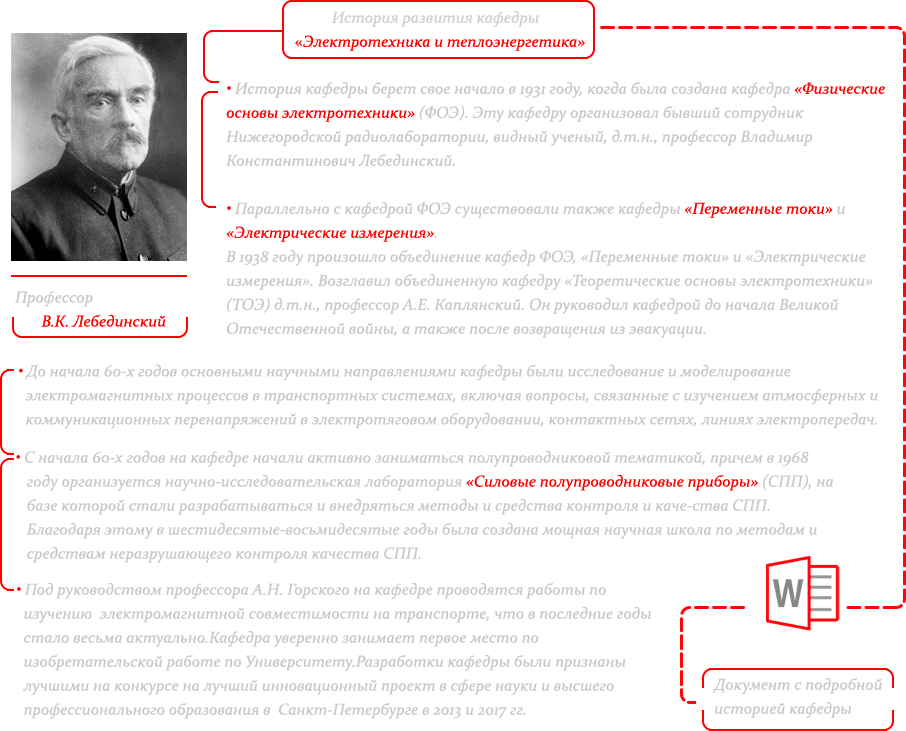 История развития кафедры
«Электротехника и теплоэнергетика»
• История кафедры берет свое начало в 1931 году, когда была создана кафедра «Физические
основы электротехники» (ФОЭ). Эту кафедру организовал бывший сотрудник
Нижегородской радиолаборатории, видный ученый, д.т.н., профессор Владимир
Константинович Лебединский.
• Параллельно с кафедрой ФОЭ существовали также кафедры «Переменные токи» и
«Электрические измерения».
В 1938 году произошло объединение кафедр ФОЭ, «Переменные токи» и «Электрические
измерения». Возглавил объединенную кафедру «Теоретические основы электротехники»
(ТОЭ) д.т.н., профессор А.Е. Каплянский. Он руководил кафедрой до начала Великой
Отечественной войны, а также после возвращения из эвакуации.
Профессор
В.К. Лебединский
• До начала 60-х годов основными научными направлениями кафедры были исследование и моделирование
электромагнитных процессов в транспортных системах, включая вопросы, связанные с изучением атмосферных и
коммуникационных перенапряжений в электротяговом оборудовании, контактных сетях, линиях электропередач.
• С начала 60-х годов на кафедре начали активно заниматься полупроводниковой тематикой, причем в 1968
году организуется научно-исследовательская лаборатория «Силовые полупроводниковые приборы» (СПП), на
базе которой стали разрабатываться и внедряться методы и средства контроля и каче-ства СПП.
Благодаря этому в шестидесятые-восьмидесятые годы была создана мощная научная школа по методам и
средствам неразрушающего контроля качества СПП.
• Под руководством профессора А.Н. Горского на кафедре проводятся работы по
изучению электромагнитной совместимости на транспорте, что в последние годы
стало весьма актуально.Кафедра уверенно занимает первое место по
изобретательской работе по Университету.Разработки кафедры были признаны
лучшими на конкурсе на лучший инновационный проект в сфере науки и высшего
профессионального образования в Санкт-Петербурге в 2013 и 2017 гг.
W
Документ с подробной
историей кафедры